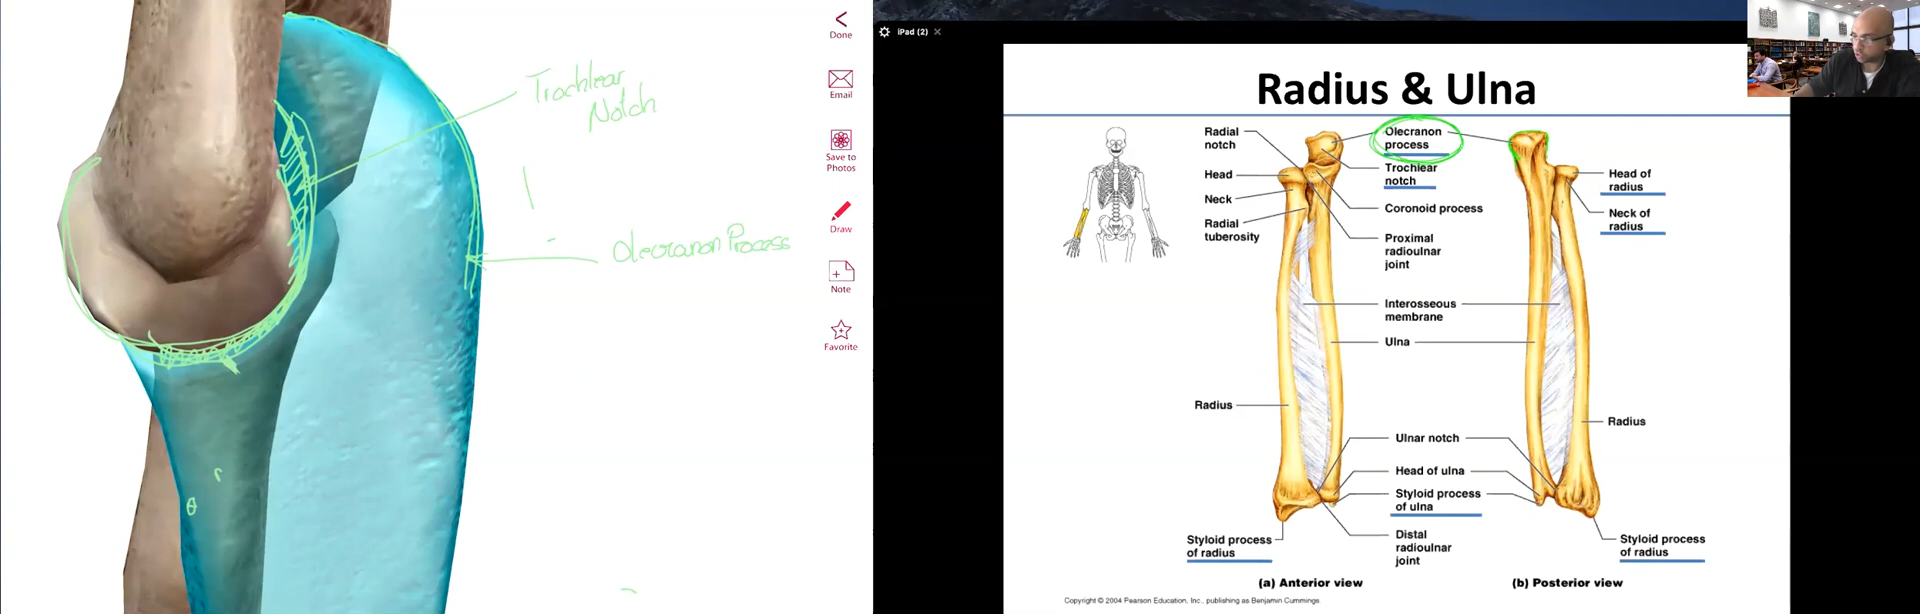 Trochlear
Notch
Olecranon Process
Done
Email
Save to
Photos
Draw
Note
Favorite
iPad (2)
Radius & Ulna
Radial
notch
Head
Neck
Radial
tuberosity
Radius
Styloid process
of radius
Olecranon
process
Trochlear
notch
Coronoid process
Proximal
radioulnar
joint
Interosseous
membrane
Ulna
Ulnar notch
Head of ulna
Styloid process
of ulna
Distal
radioulnar
joint
Head of
radius
Neck of
radius
Radius
Styloid process
of radius
(a) Anterior view
(b) Posterior view
Copyright © 2004 Pearson Education, Inc., publishing as Benjamin Cummings